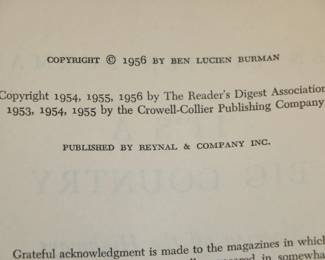 COPYRIGHT © 1956 BY BEN LUCIEN BURMAN
Copyright 1954, 1955, 1956 by The Reader's Digest Association
1953, 1954, 1955 by the Crowell-Collier Publishing Company
PUBLISHED BY REYNAL & COMPANY INC.
Grateful acknowledgment is made to the magazines in which
in somewha